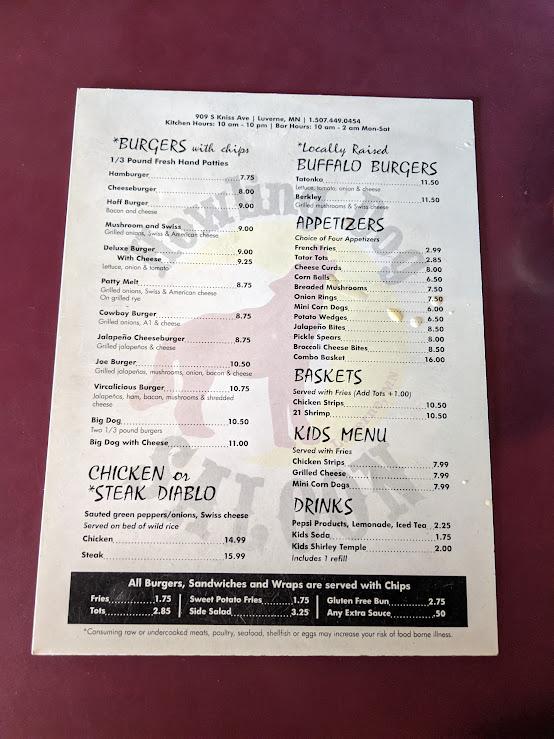 909 S Kniss Ave | Luverne, MN | 1.507.449.0454
Kitchen Hours: 10 am - 10 pm | Bar Hours: 10 am - 2 am Mon-Sat
*BURGERS with chips
1/3 Pound Fresh Hand Patties
Hamburger 7.75
Cheeseburger 8.00
Hoff Burger 9.00
Bacon and cheese
Mushroom and Swiss 9.00
Grilled onions, Swiss & American cheese
Deluxe Burger 9.00
With Cheese 9.25
Lettuce, onion & tomato
Patty Melt 8.75
Grilled onions, Swiss & American cheese
On grilled rye
Cowboy Burger 8.75
Grilled onions, A1 & cheese
Jalapeño Cheeseburger 8.75
Grilled jalapeños & cheese
Joe Burger 10.50
Grilled jalapeños, mushrooms, onion, bacon & cheese
Vircalicious Burger 10.75
Jalapeños, ham, bacon, mushrooms & shredded
cheese
Big Dog 10.50
Two 1/3 pound burgers
Big Dog with Cheese 11.00
CHICKEN or
*STEAK DIABLO
Sauted green peppers/onions, Swiss cheese
Served on bed of wild rice
Chicken 14.99
Steak 15.99
*Locally Raised
BUFFALO BURGERS
Tatonka 11.50
Lettuce, tomato, onion & cheese
Berkley 11.50
Grilled mushrooms & Swiss cheese
APPETIZERS
Choice of Four Appetizers
French Fries 2.99
Tator Tots 2.85
Cheese Curds 8.00
Corn Balls 6.50
Breaded Mushrooms 7.50
Onion Rings 7.50
Mini Corn Dogs 6.00
Potato Wedges 6.50
Jalapeño Bites 8.50
Pickle Spears 8.00
Broccoli Cheese Bites 8.50
Combo Basket 16.00
BASKETS
Served with Fries (Add Tots +1.00)
Chicken Strips 10.50
21 Shrimp 10.50
KIDS MENU
Served with Fries
Chicken Strips 7.99
Grilled Cheese 7.99
Mini Corn Dogs 7.99
DRINKS
Pepsi Products, Lemonade, Iced Tea 2.25
Kids Soda 1.75
Kids Shirley Temple 2.00
Includes 1 refill
All Burgers, Sandwiches and Wraps are served with Chips
Fries 1.75 Sweet Potato Fries 1.75 Gluten Free Bun 2.75
Tots 2.85 Side Salad 3.25 Any Extra Sauce .50
*Consuming raw or undercooked meats, poultry, seafood, shellfish or eggs may increase your risk of food borne illness.